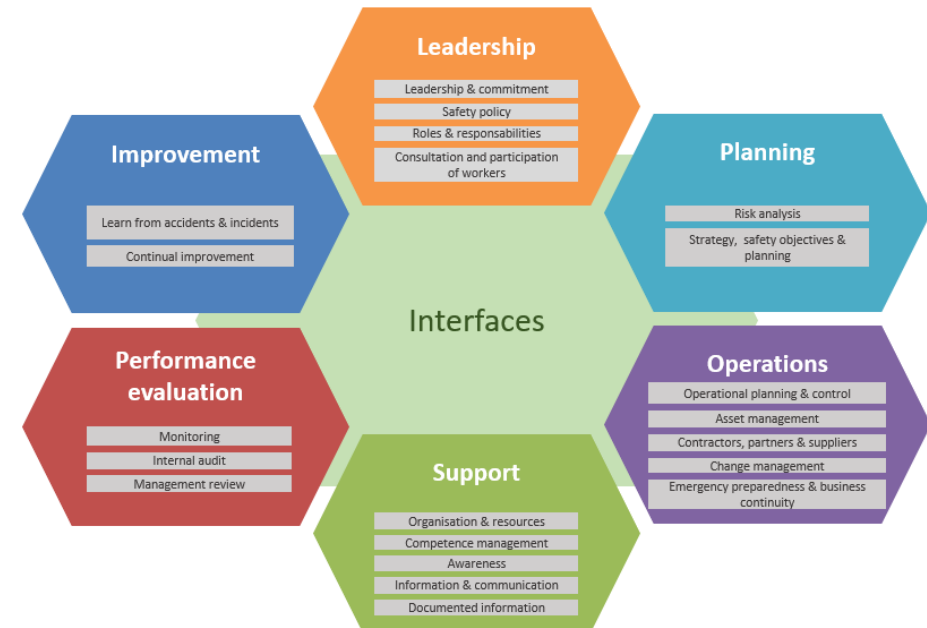 Leadership
Leadership & commitment
Safety policy
Roles & responsabilities
Consultation and participation
of workers
Improvement
Learn from accidents & incidents
Continual improvement
Planning
Risk analysis
Strategy, safety objectives &
planning
Interfaces
Performance
evaluation
Monitoring
Internal audit
Management review
Operations
Operational planning & control
Asset management
Contractors, partners & suppliers
Change management
Emergency preparedness & business
continuity
Support
Organisation & resources
Competence management
Awareness
Information & communication
Documented information